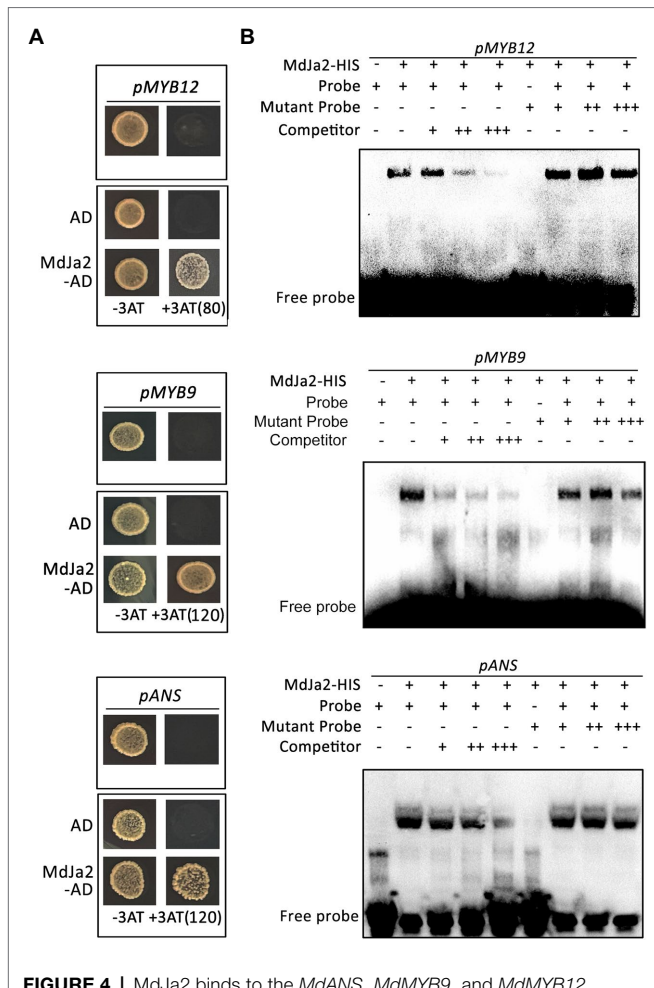 A
pMYB12
AD
MdJa2
-AD
-3AT +3AT(80)
pMYB9
AD
MdJa2
-AD
-3AT +3AT(120)
pANS
AD
MdJa2
-AD
-3AT +3AT(120)
B
pMYB12
MdJa2-HIS - + + + + + + + +
Probe + + + + + - + + +
Mutant Probe - - - - - + + ++ +++
Competitor - - + ++ +++ - - - -
Free probe
pMYB9
MdJa2-HIS - + + + + + + + +
Probe + + + + + - + + +
Mutant Probe - - - - - + + ++ +++
Competitor - - + ++ +++ - - - -
Free probe
pANS
MdJa2-HIS - + + + + + + + +
Probe + + + + + - + + +
Mutant Probe - - - - - + + ++ +++
Competitor - - + ++ +++ - - - -
Free probe
FIGURE 4 | MdJa2 binds to the MdANS, MdMYB9, and MdMYB12